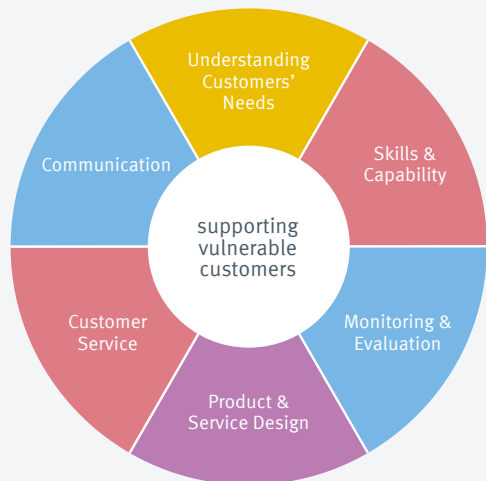 Understanding
Customers’
Needs
Skills &
Capability
Monitoring &
Evaluation
Product &
Service Design
Customer
Service
Communication
supporting
vulnerable
customers